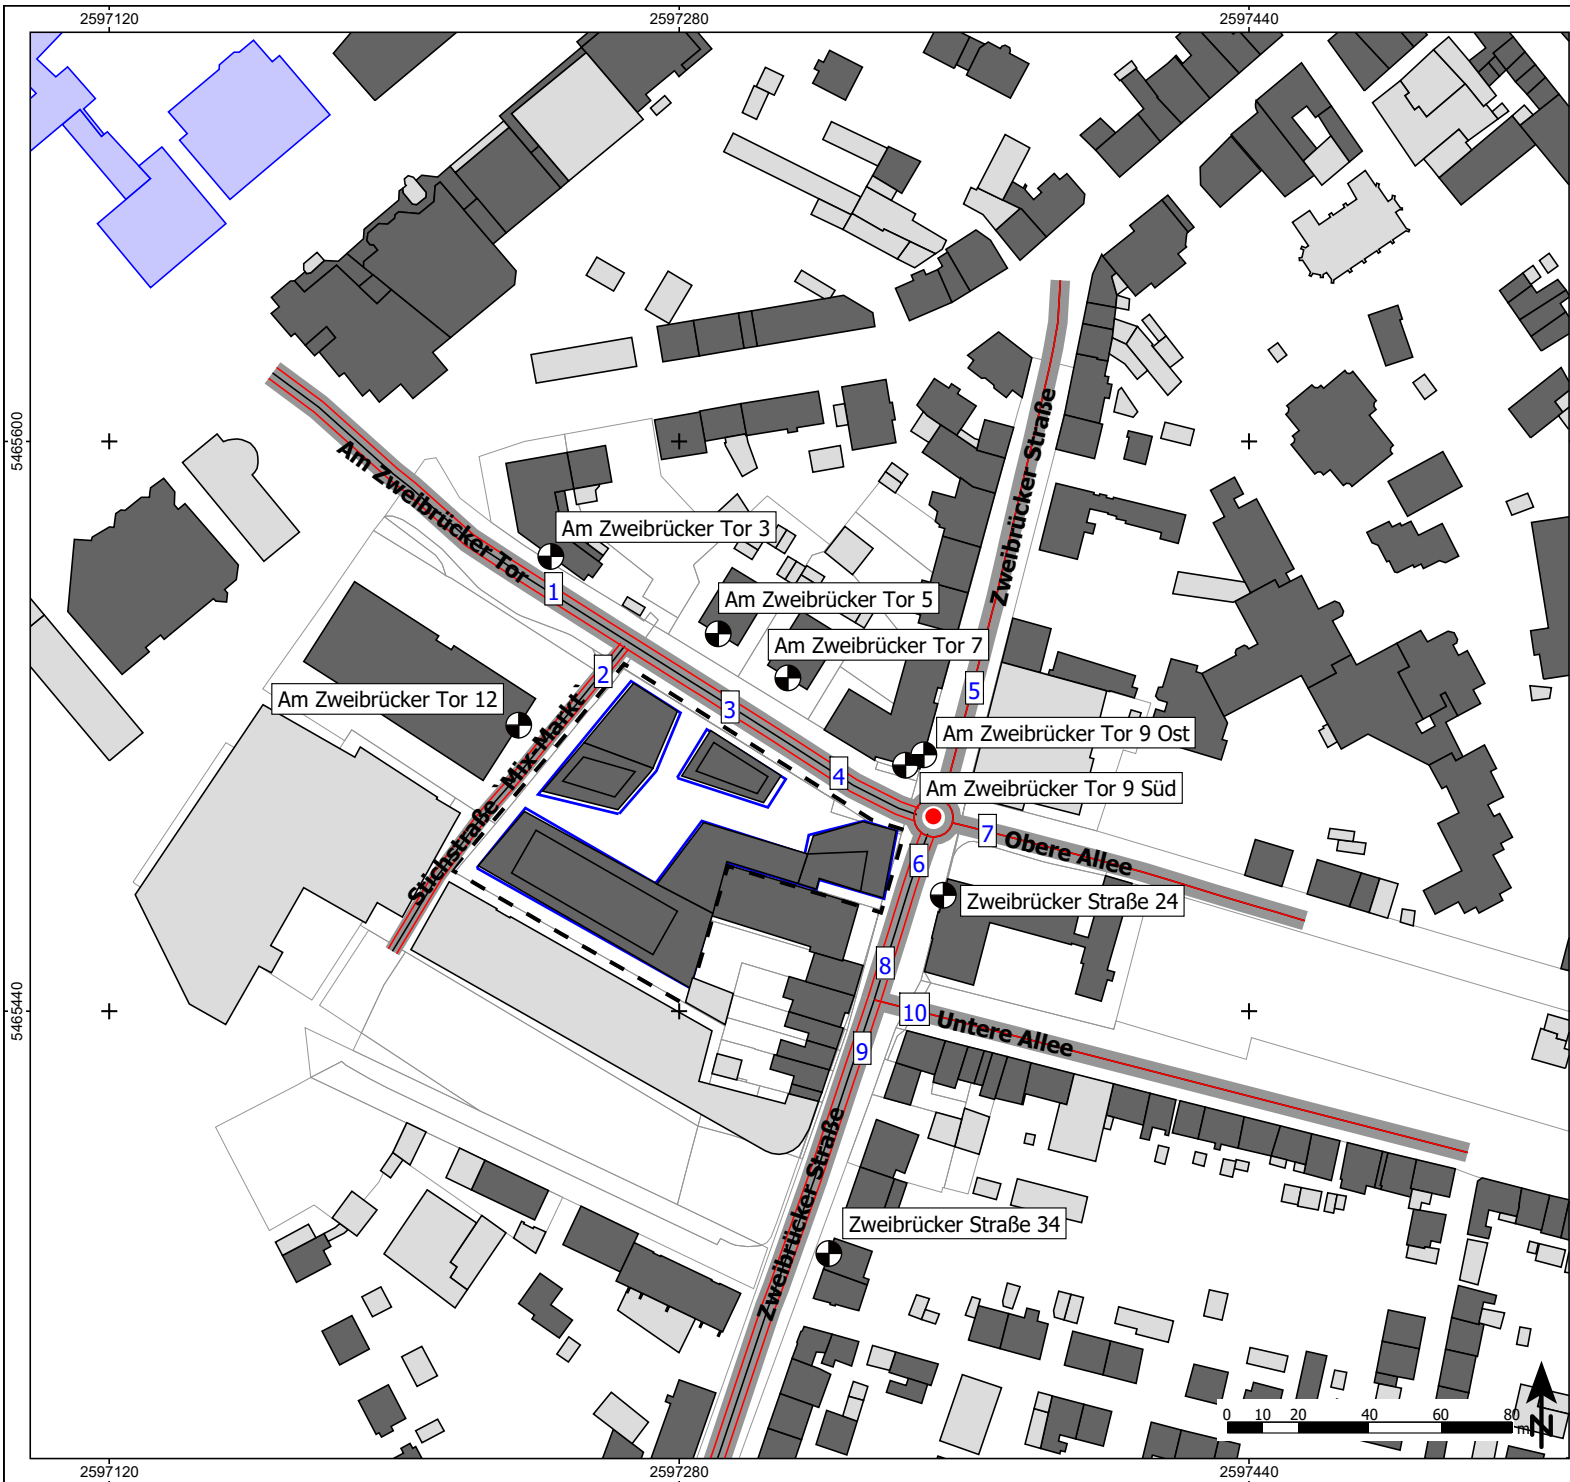 2597120
2597280
2597440
5465600
5465440
Zweibrücker Straße
Am Zweibrücker Tor
Am Zweibrücker Tor 3
1
Am Zweibrücker Tor 5
Am Zweibrücker Tor 7
2
5
Am Zweibrücker Tor 12
3
Am Zweibrücker Tor 9 Ost
4
Am Zweibrücker Tor 9 Süd
Stichstraße `Mix-Markt`
7
Obere Allee
6
Zweibrücker Straße 24
8
10
Untere Allee
9
Zweibrücker Straße
Zweibrücker Straße 34
0 10 20 40 60 80
m
N
2597120
2597280
2597440